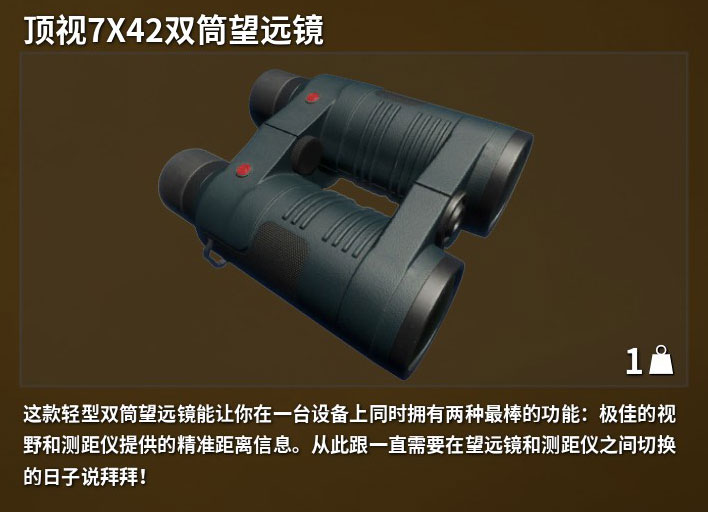 顶视7X42双筒望远镜
1
这款轻型双筒望远镜能让你在一台设备上同时拥有两种最棒的功能：极佳的视
野和测距仪提供的精准距离信息。从此跟一直需要在望远镜和测距仪之间切换
的日子说拜拜！